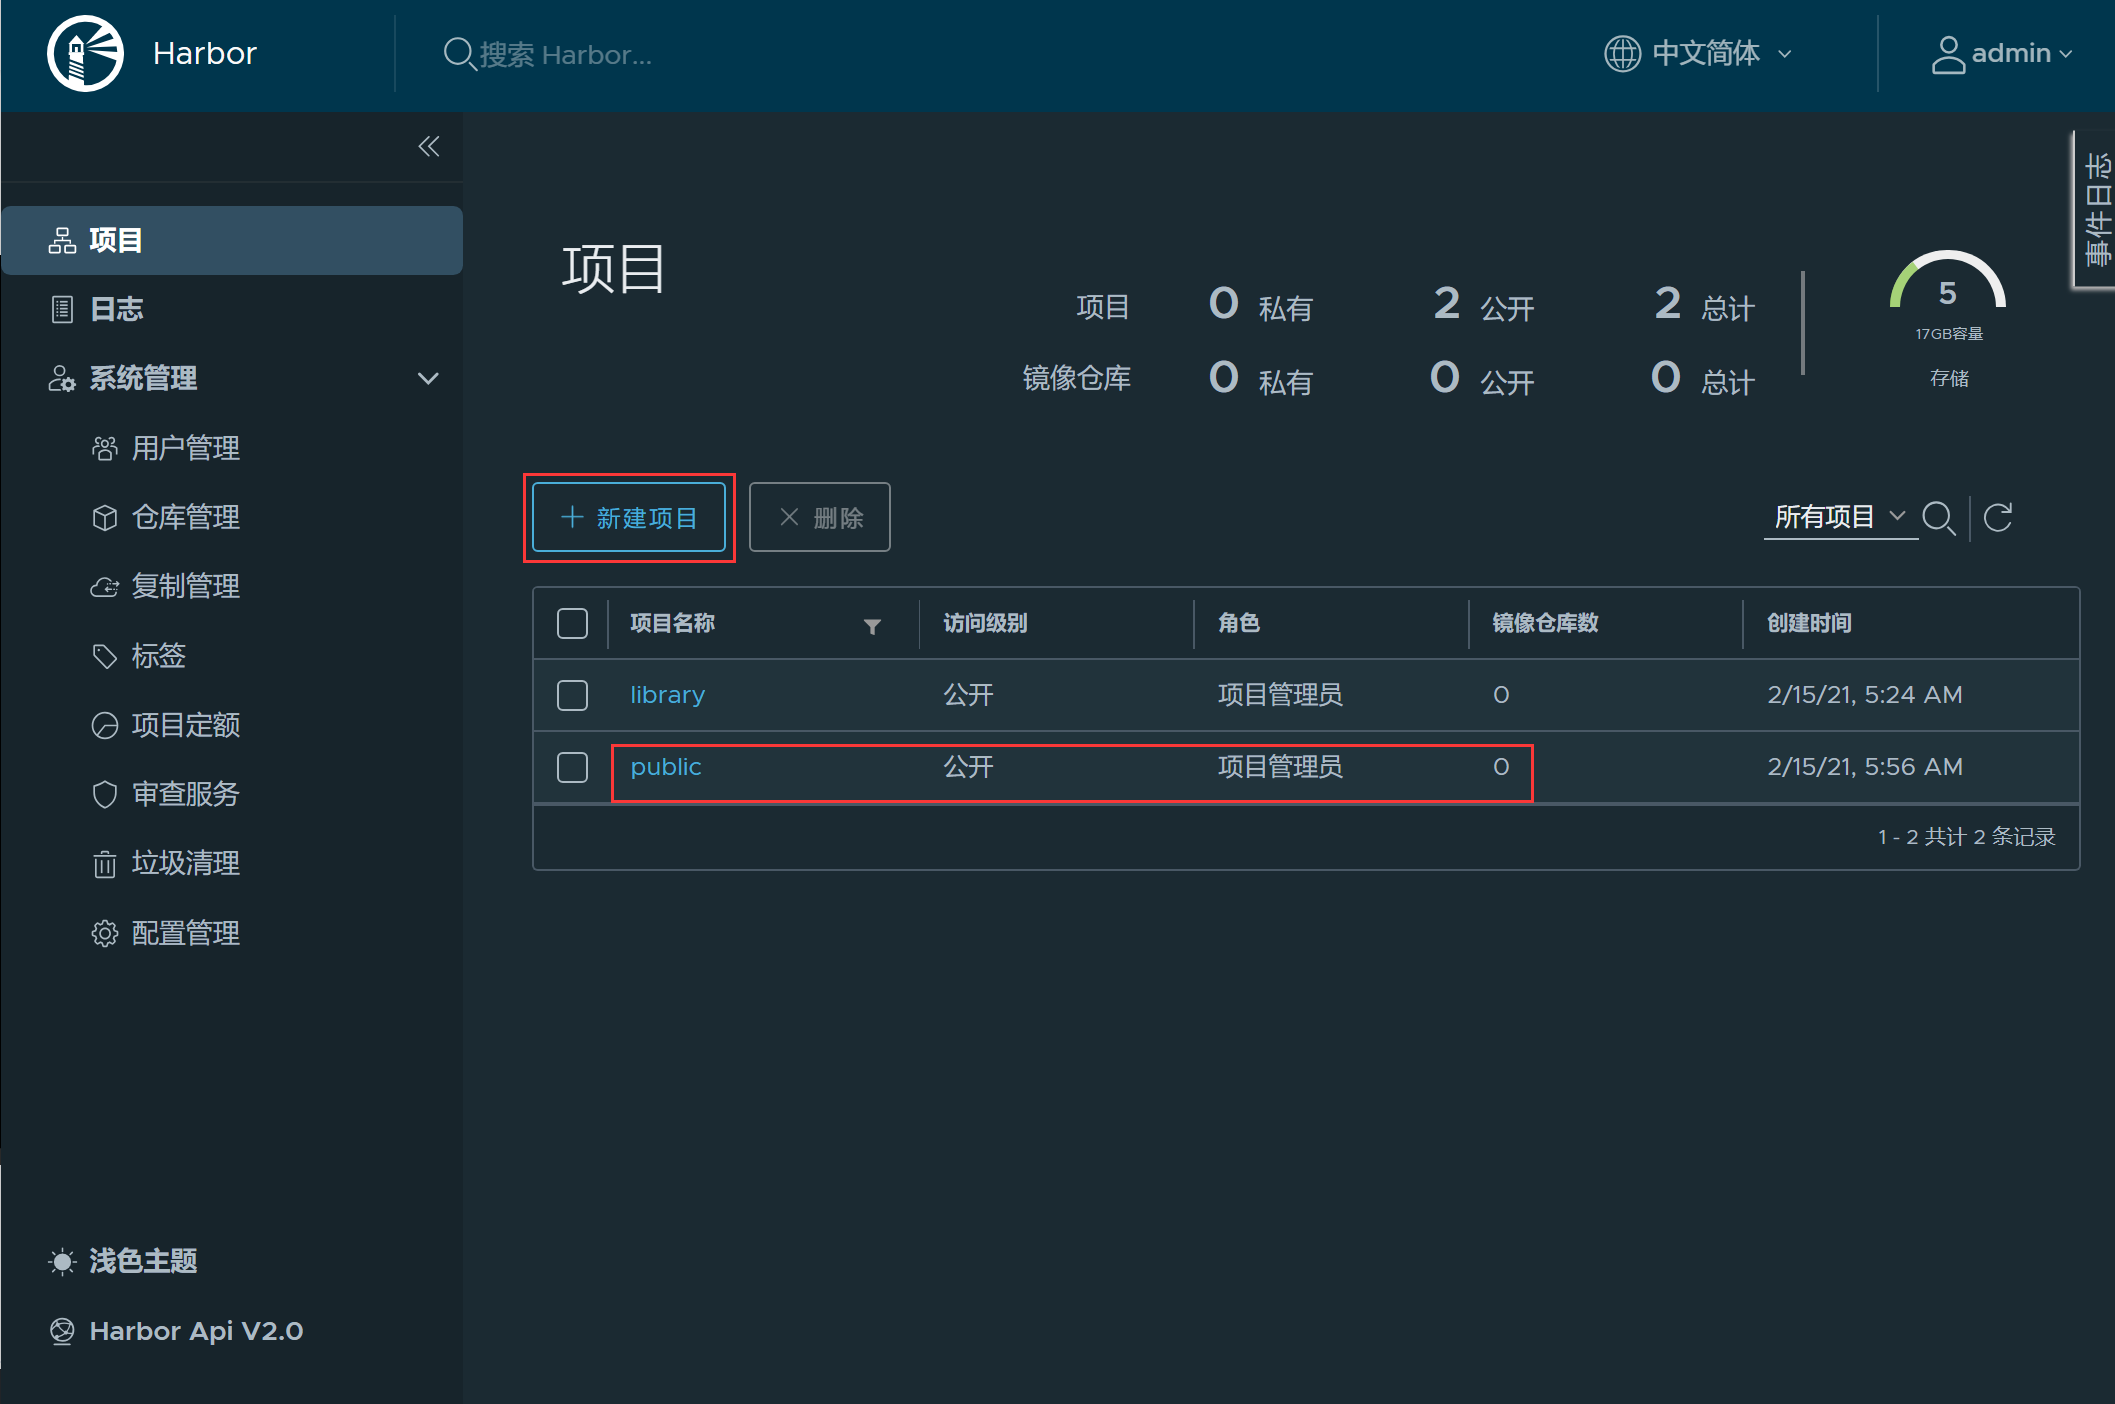 Harbor
搜索 Harbor...
中文简体
admin
事件日志
项目
日志
系统管理
用户管理
仓库管理
复制管理
标签
项目定额
审查服务
垃圾清理
配置管理
浅色主题
Harbor Api V2.0
项目
项目 0 私有 2 公开 2 总计
镜像仓库 0 私有 0 公开 0 总计
5
17GB容量
存储
新建项目 删除
所有项目
项目名称 访问级别 角色 镜像仓库数 创建时间
library 公开 项目管理员 0 2/15/21, 5:24 AM
public 公开 项目管理员 0 2/15/21, 5:56 AM
1 - 2 共计 2 条记录